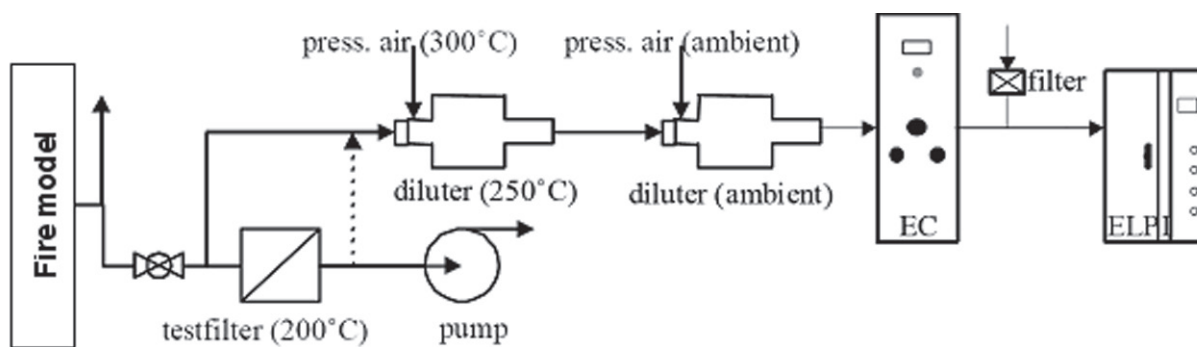 press. air (300°C)
press. air (ambient)
Fire model
filter
diluter (250°C)
diluter (ambient)
EC
ELPI
testfilter (200°C)
pump